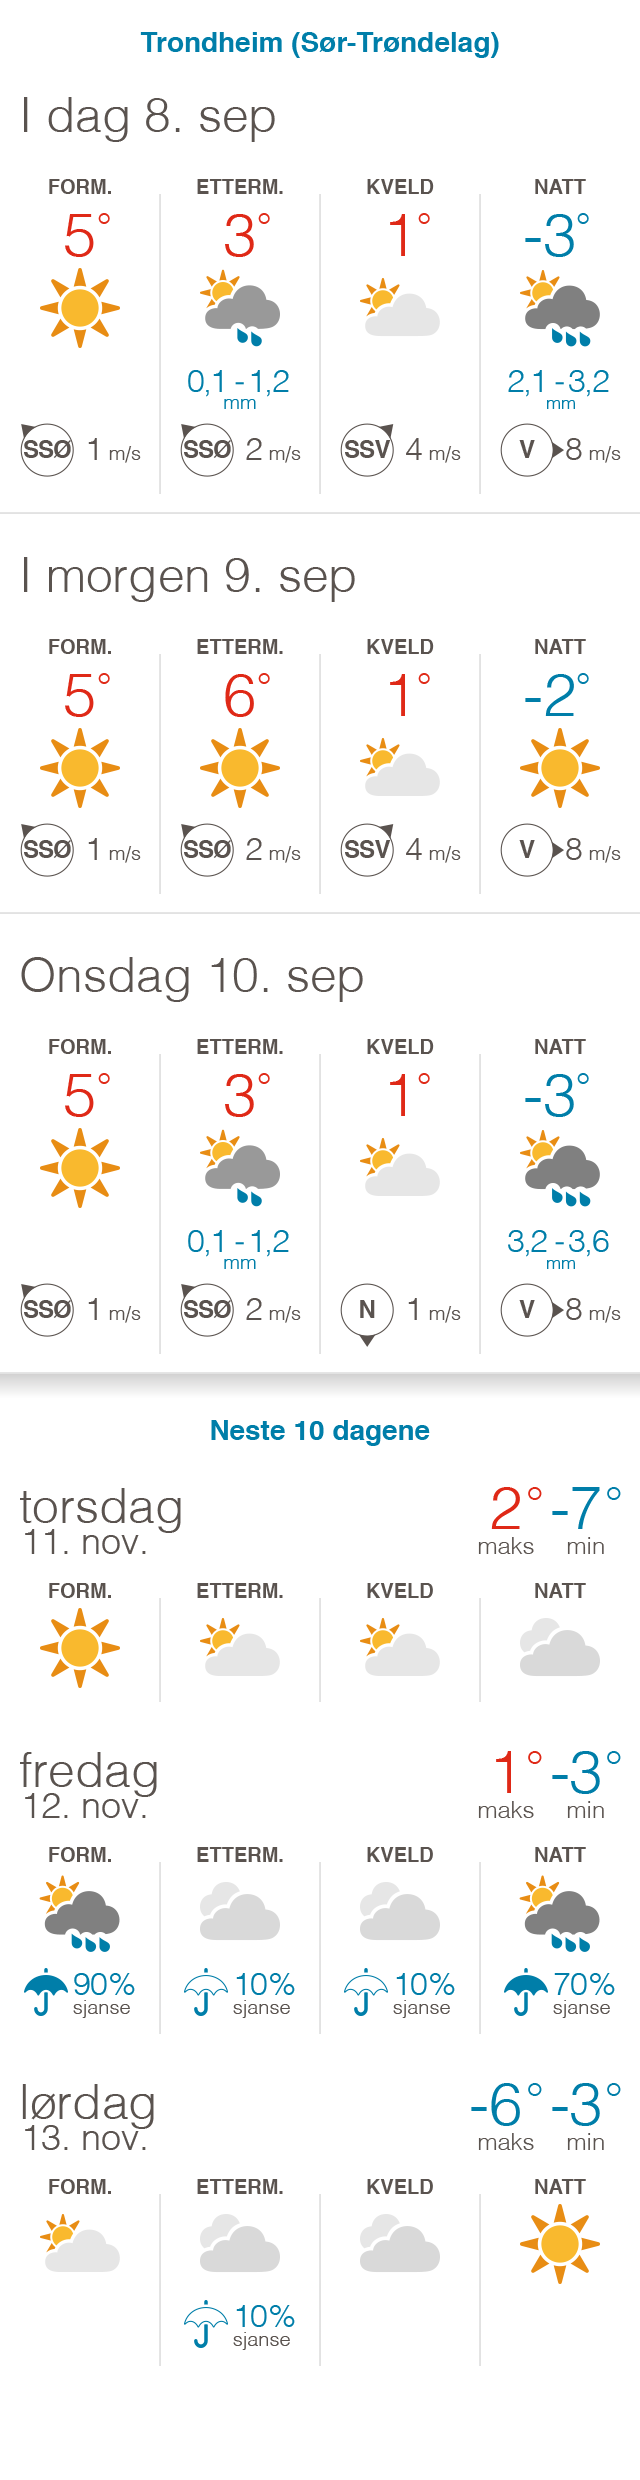 Trondheim (Sør-Trøndelag)
I dag 8. sep
FORM. ETTERM. KVELD NATT
5° 3° 1° -3°
0,1 - 1,2 2,1 - 3,2
mm mm
SSØ 1 m/s SSØ 2 m/s SSV 4 m/s V 8 m/s
I morgen 9. sep
FORM. ETTERM. KVELD NATT
5° 6° 1° -2°
SSØ 1 m/s SSØ 2 m/s SSV 4 m/s V 8 m/s
Onsdag 10. sep
FORM. ETTERM. KVELD NATT
5° 3° 1° -3°
0,1 - 1,2 3,2 - 3,6
mm mm
SSØ 1 m/s SSØ 2 m/s N 1 m/s V 8 m/s
Neste 10 dagene
torsdag 2° -7°
11. nov. maks min
FORM. ETTERM. KVELD NATT
fredag 1° -3°
12. nov. maks min
FORM. ETTERM. KVELD NATT
90% 10% 10% 70%
sjanse sjanse sjanse sjanse
lørdag -6° -3°
13. nov. maks min
FORM. ETTERM. KVELD NATT
10%
sjanse